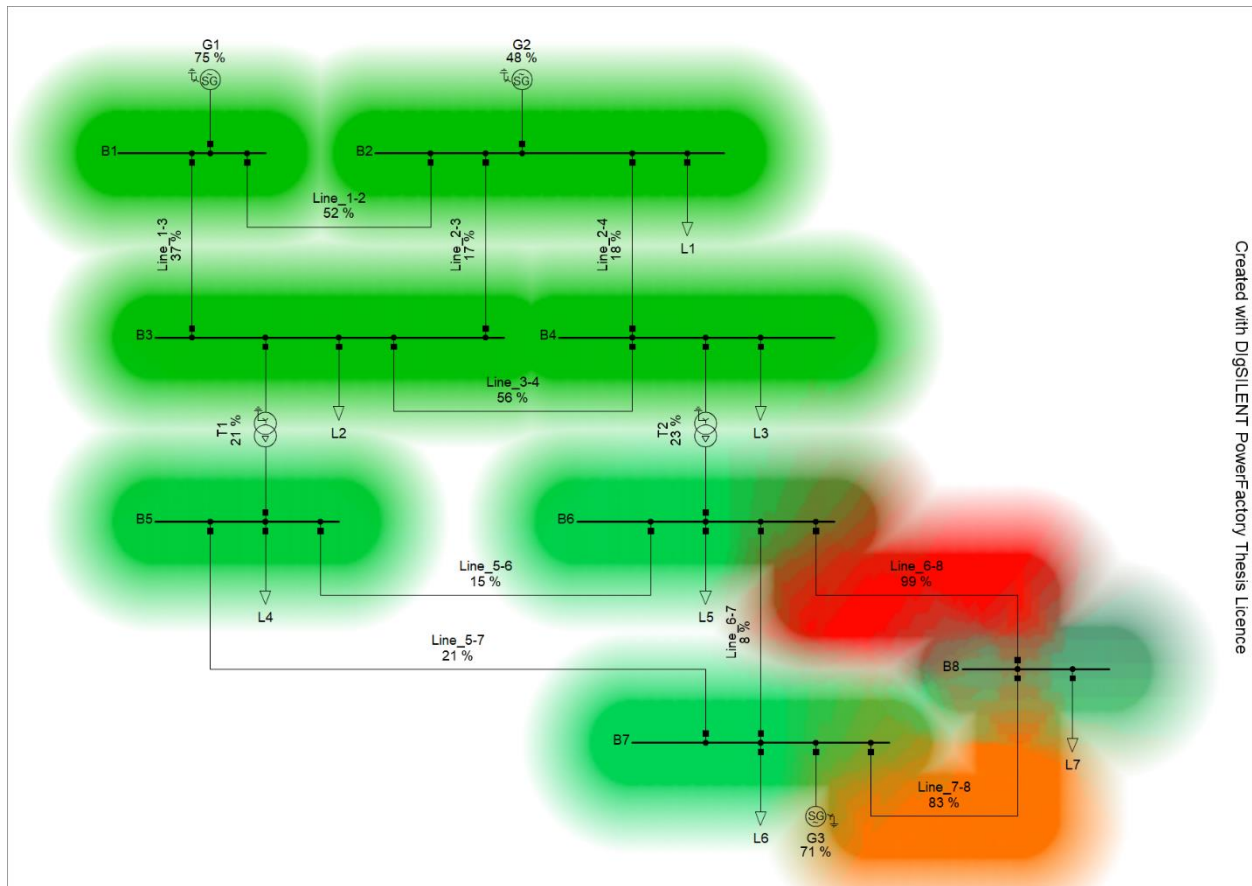 G1
75 %
SG
G2
48 %
SG
B1
B2
Line_1-2
52 %
Line_1-3
37 %
Line_2-3
17 %
Line_2-4
18 %
L1
B3
B4
Line_3-4
56 %
T1
21 %
L2
T2
23 %
L3
B5
B6
Line_5-6
15 %
Line_6-8
99 %
L4
L5
Line_5-7
21 %
Line_6-7
8 %
B8
B7
L7
Line_7-8
83 %
SG
L6
G3
71 %
Created with DIgSILENT PowerFactory Thesis Licence